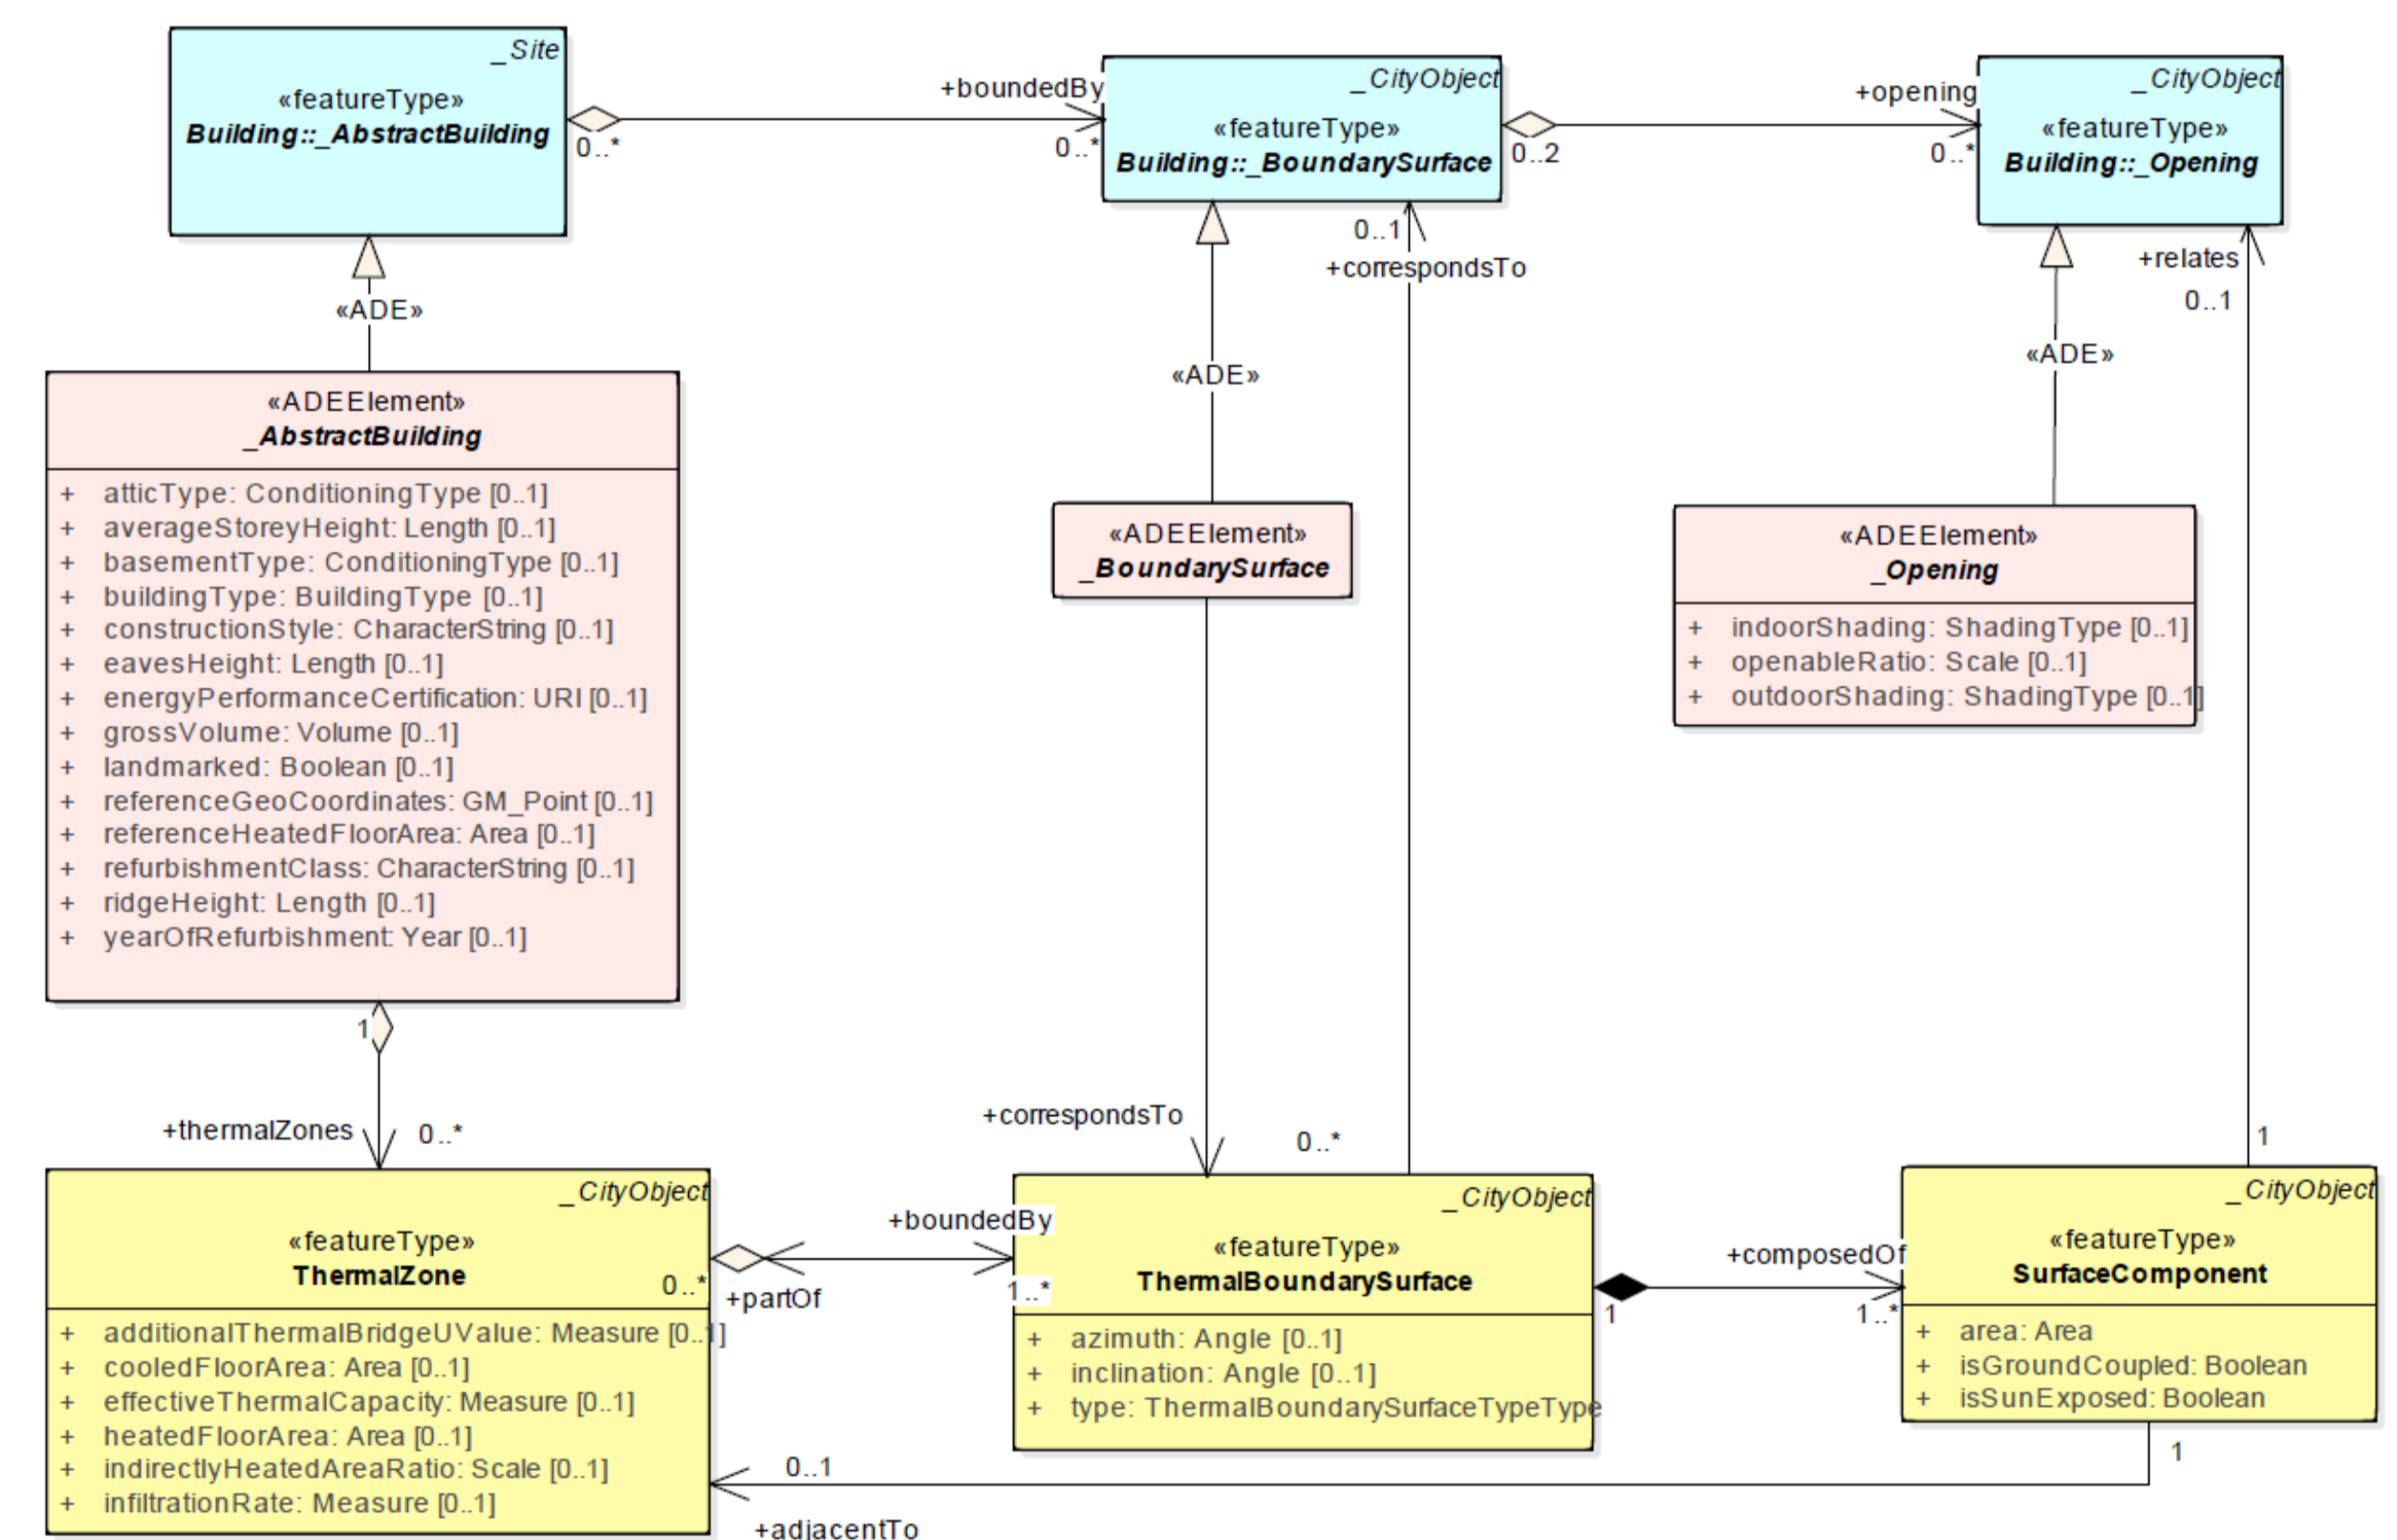 _Site
«featureType»
Building::_AbstractBuilding
0..*
+boundedBy
0..*
_CityObject
«featureType»
Building::_BoundarySurface
0..2
+opening
0..*
_CityObject
«featureType»
Building::_Opening
«ADE»
0..1
+correspondsTo
«ADE»
+relates
0..1
«ADE»
«ADEElement»
_AbstractBuilding
+ atticType: ConditioningType [0..1]
+ averageStoreyHeight: Length [0..1]
+ basementType: ConditioningType [0..1]
+ buildingType: BuildingType [0..1]
+ constructionStyle: CharacterString [0..1]
+ eavesHeight: Length [0..1]
+ energyPerformanceCertification: URI [0..1]
+ grossVolume: Volume [0..1]
+ landmarked: Boolean [0..1]
+ referenceGeoCoordinates: GM_Point [0..1]
+ referenceHeatedFloorArea: Area [0..1]
+ refurbishmentClass: CharacterString [0..1]
+ ridgeHeight: Length [0..1]
+ yearOfRefurbishment: Year [0..1]
«ADEElement»
_BoundarySurface
«ADEElement»
_Opening
+ indoorShading: ShadingType [0..1]
+ openableRatio: Scale [0..1]
+ outdoorShading: ShadingType [0..1]
1
+thermalZones
0..*
+correspondsTo
0..*
1
_CityObject
«featureType»
ThermalZone
0..*
+ additionalThermalBridgeUValue: Measure [0..1]
+ cooledFloorArea: Area [0..1]
+ effectiveThermalCapacity: Measure [0..1]
+ heatedFloorArea: Area [0..1]
+ indirectlyHeatedAreaRatio: Scale [0..1]
+ infiltrationRate: Measure [0..1]
+boundedBy
+partOf
1..*
_CityObject
«featureType»
ThermalBoundarySurface
+ azimuth: Angle [0..1]
+ inclination: Angle [0..1]
+ type: ThermalBoundarySurfaceTypeType
+composedOf
1
1..*
_CityObject
«featureType»
SurfaceComponent
+ area: Area
+ isGroundCoupled: Boolean
+ isSunExposed: Boolean
0..1
1
+adjacentTo